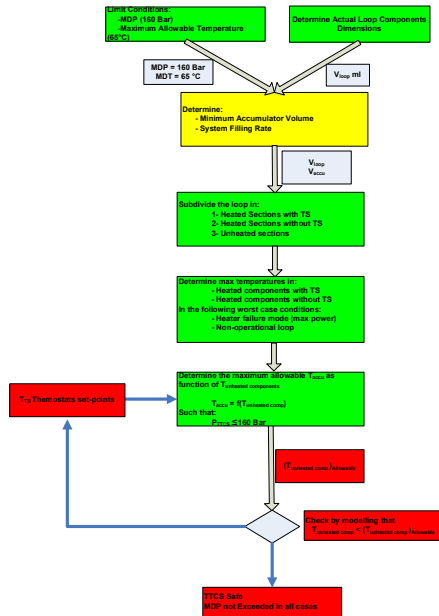 Limit Conditions:
-MDP (160 Bar)
-Maximum Allowable Temperature
(65°C)
Determine Actual Loop Components
Dimensions
MDP = 160 Bar
MDT = 65 °C
Vloop ml
Determine:
- Minimum Accumulator Volume
- System Filling Rate
Vloop
Vaccu
Subdivide the loop in:
1- Heated Sections with TS
2- Heated Sections without TS
3- Unheated sections
Determine max temperatures in:
- Heated components with TS
- Heated components without TS
In the following worst case conditions:
- Heater failure mode (max power)
- Non-operational loop
Determine the maximum allowable Taccu as
function of Tunheated components
Taccu = f(Tunheated comp)
Such that:
PTTCS ≤160 Bar
TTS Themostats set-points
(Tunheated comp )Allowable
Check by modelling that
Tunheated comp < (Tunheated comp )Allowable
TTCS Safe
MDP not Exceeded in all cases